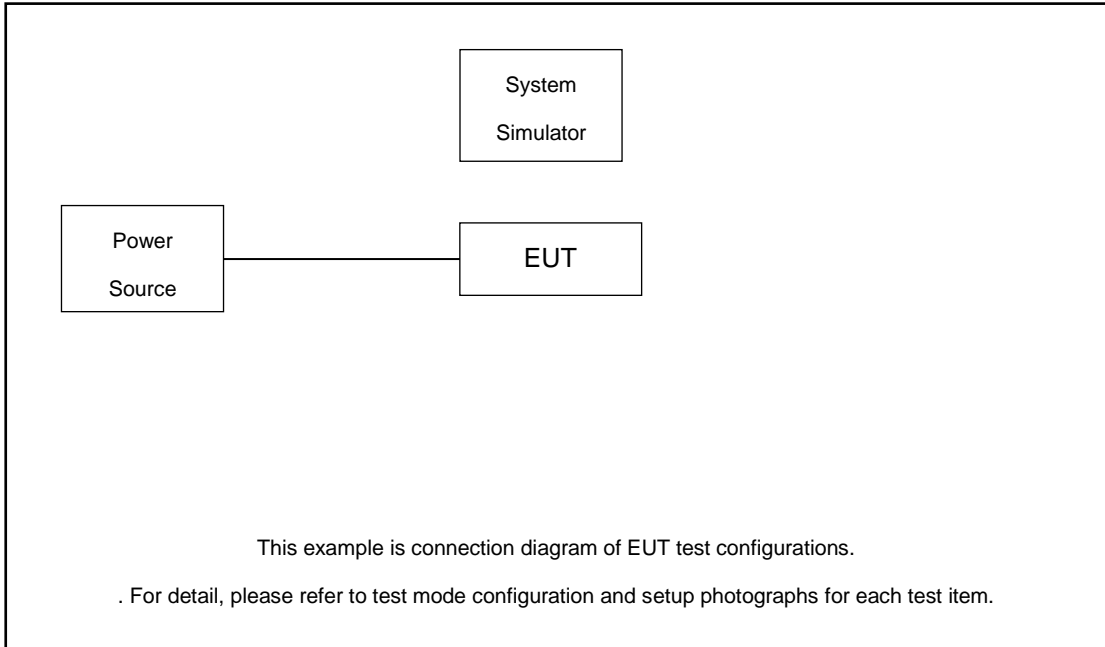 System
Simulator
Power
Source
EUT
This example is connection diagram of EUT test configurations.
. For detail, please refer to test mode configuration and setup photographs for each test item.